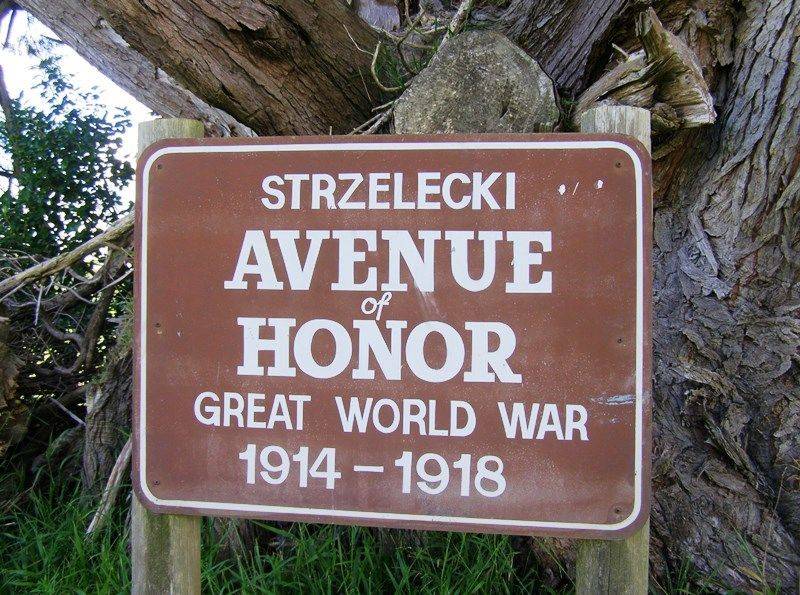 STRZELECKI
AVENUE
of
HONOR
GREAT WORLD WAR
1914 – 1918